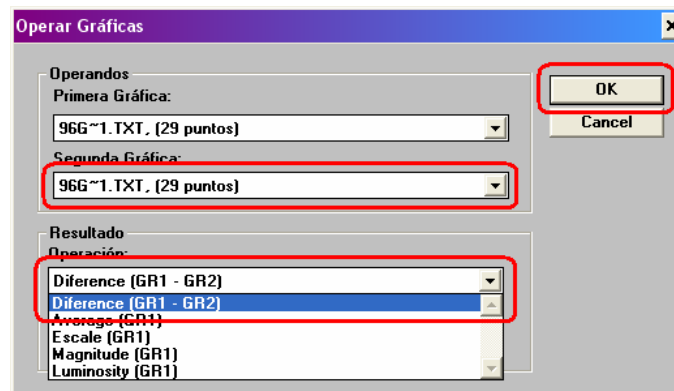 Operar Gráficas
Operandos
Primera Gráfica:
96G~1.TXT, (29 puntos)
Segunda Gráfica:
96G~1.TXT, (29 puntos)
OK
Cancel
Resultado
Operación:
Diference (GR1 - GR2)
Diference (GR1 - GR2)
Average (GR1)
Escale (GR1)
Magnitude (GR1)
Luminosity (GR1)